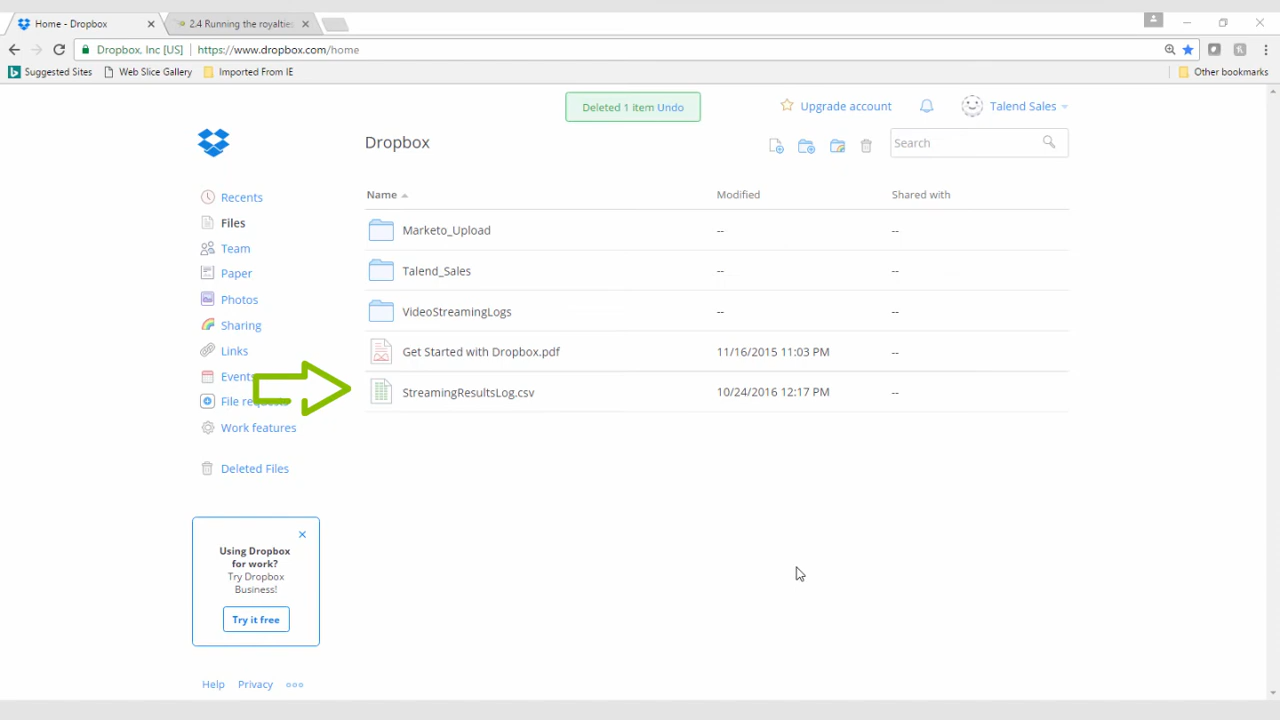 Home - Dropbox
2.4 Running the royalties
Dropbox, Inc [US]
https://www.dropbox.com/home
Suggested Sites
Web Slice Gallery
Imported From IE
Other bookmarks
Deleted 1 item Undo
Upgrade account
Talend Sales
Dropbox
Search
Recents
Files
Team
Paper
Photos
Sharing
Links
Events
File
Work features
Deleted Files
Name
Modified
Shared with
Marketo_Upload
--
--
Talend_Sales
--
--
VideoStreamingLogs
--
--
Get Started with Dropbox.pdf
11/16/2015 11:03 PM
--
StreamingResultsLog.csv
10/24/2016 12:17 PM
--
Using Dropbox
for work?
Try Dropbox
Business!
Try it free
Help
Privacy